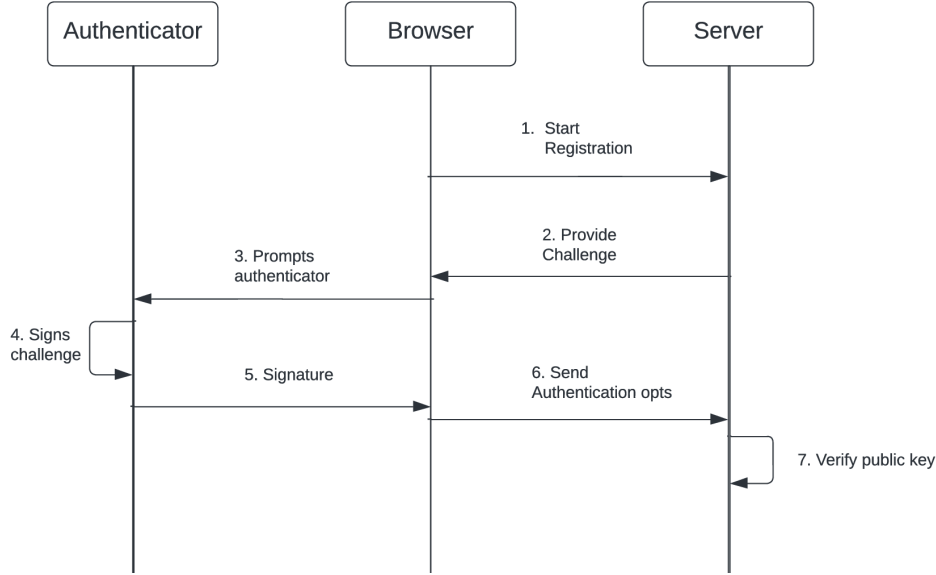 Authenticator
Browser
Server
1. Start
Registration
2. Provide
Challenge
3. Prompts
authenticator
4. Signs
challenge
5. Signature
6. Send
Authentication opts
7. Verify public key